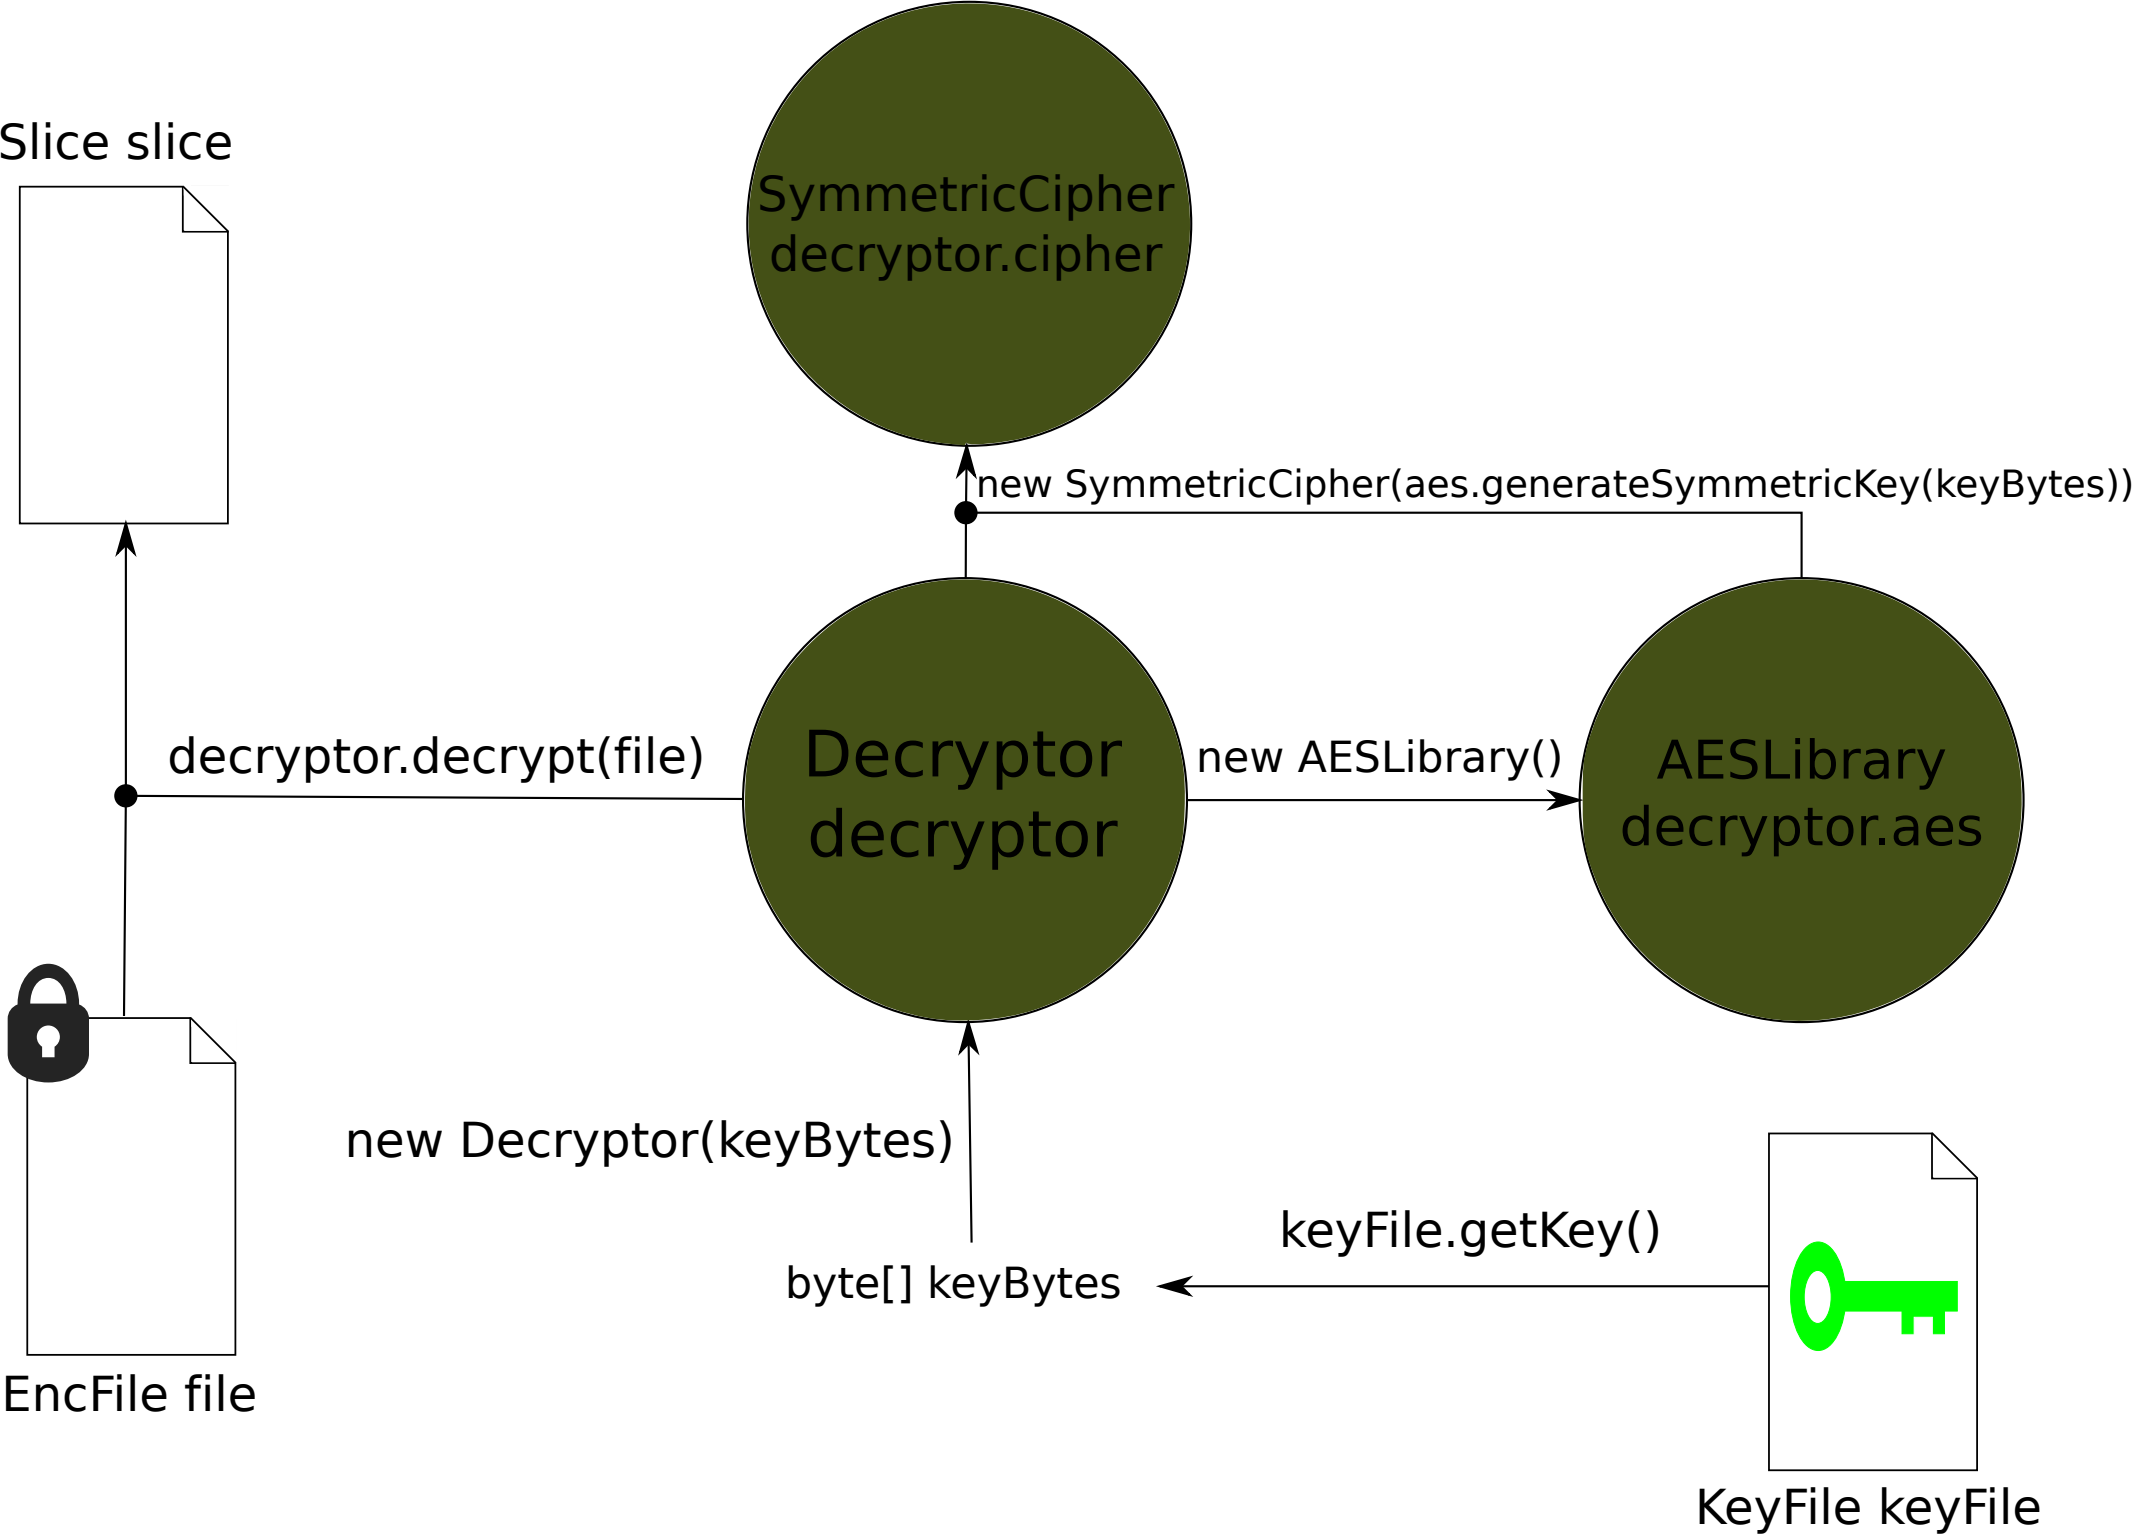 Slice slice
SymmetricCipher
decryptor.cipher
new SymmetricCipher(aes.generateSymmetricKey(keyBytes))
decryptor.decrypt(file)
Decryptor
decryptor
new AESLibrary()
AESLibrary
decryptor.aes
new Decryptor(keyBytes)
keyFile.getKey()
byte[] keyBytes
EncFile file
KeyFile keyFile